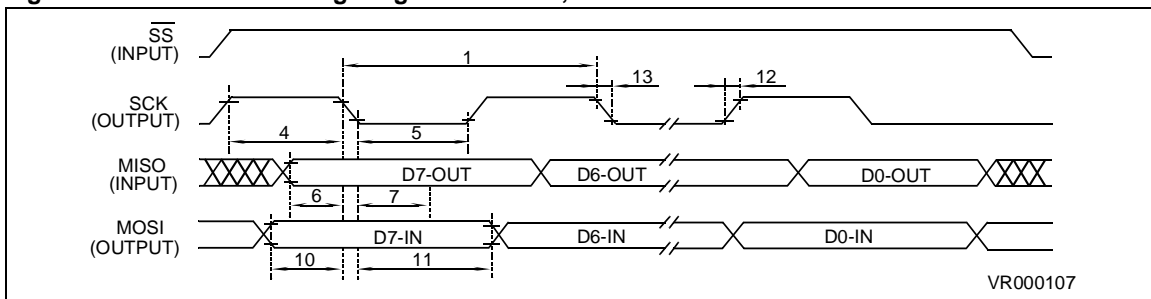 SS
(INPUT)
1
13
12
SCK
(OUTPUT)
4
5
MISO
(INPUT)
D7-OUT
D6-OUT
D0-OUT
6
7
MOSI
(OUTPUT)
D7-IN
D6-IN
D0-IN
10
11
VR000107